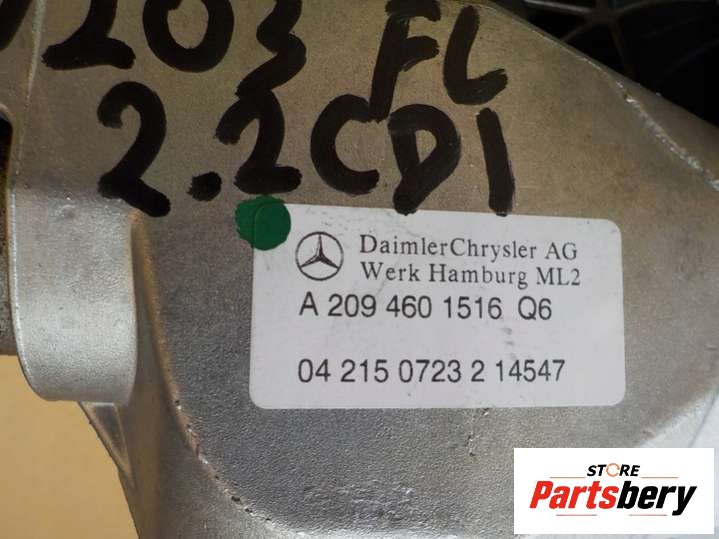 203 FL
2.2CDI
DaimlerChrysler AG
Werk Hamburg ML2
A 209 460 1516 Q6
04 215 0723 2 14547
STORE
Partsbery